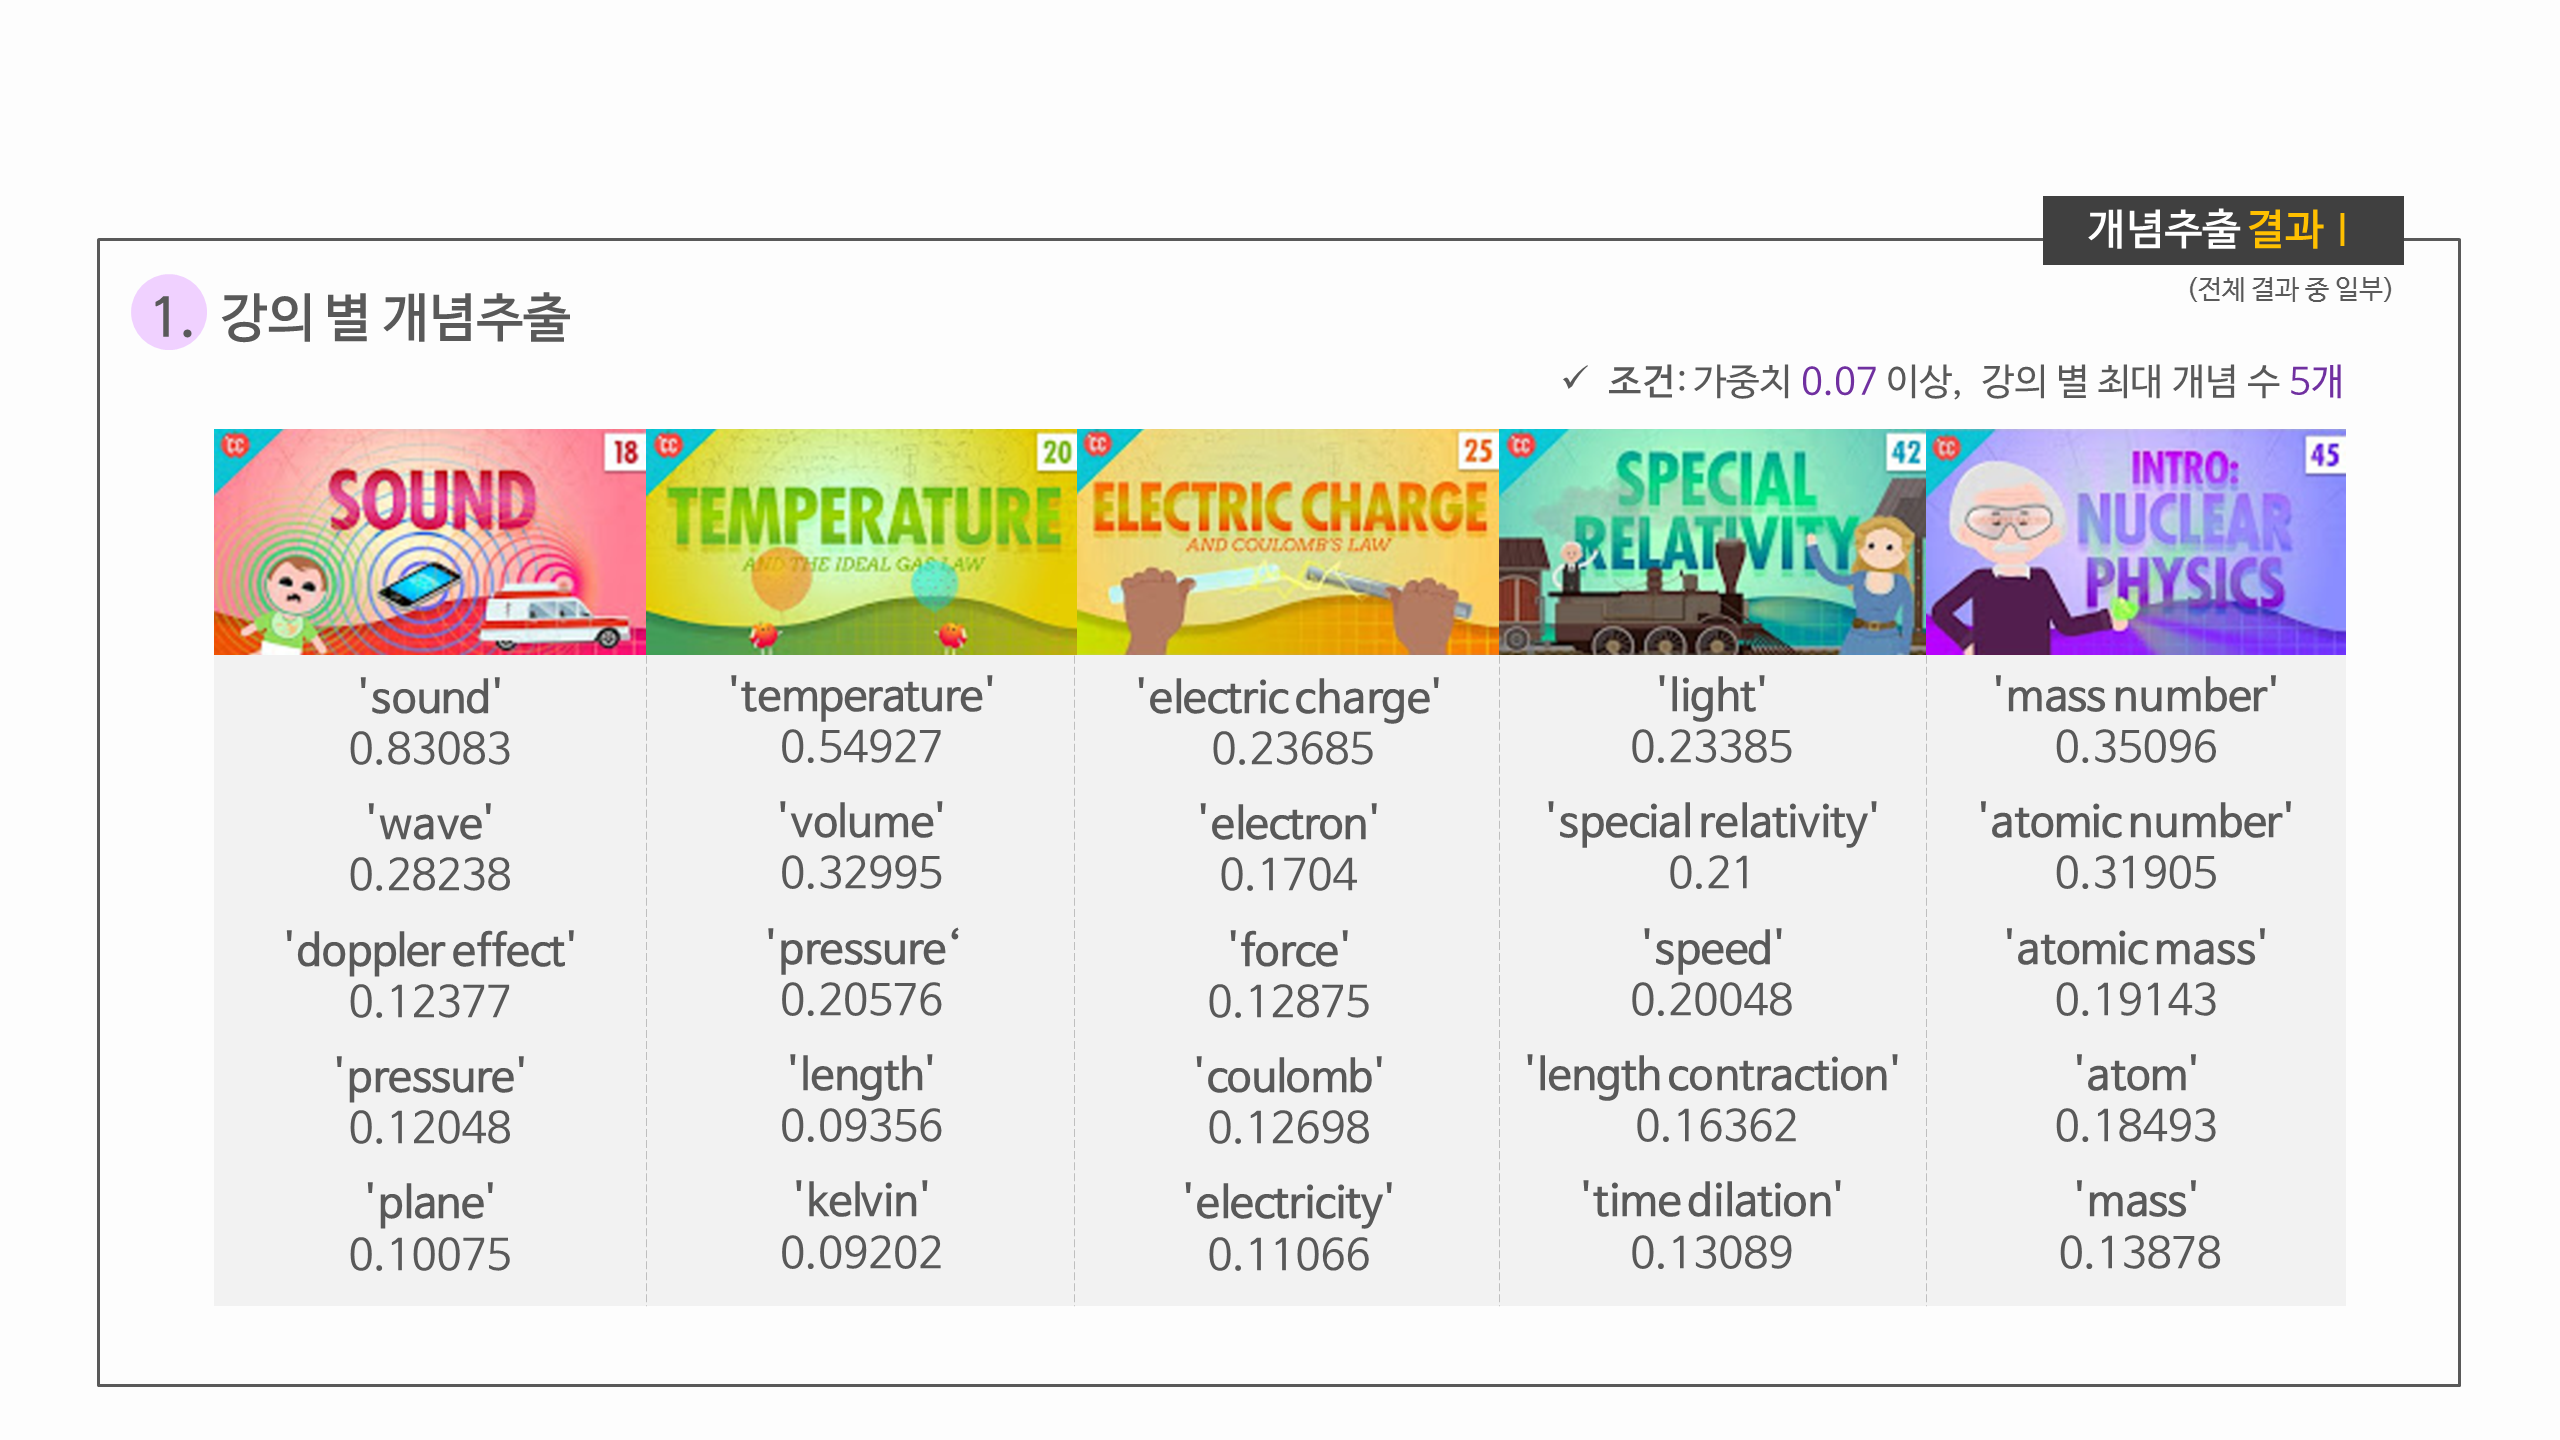 개념추출 결과 Ⅰ
(전체 결과 중 일부)
1. 강의 별 개념추출
✓ 조건: 가중치 0.07 이상, 강의 별 최대 개념 수 5개
CC
18
SOUND
CC
20
TEMPERATURE
AND THE IDEAL GAS LAW
CC
25
ELECTRIC CHARGE
AND COULOMB'S LAW
CC
42
SPECIAL
RELATIVITY
CC
45
INTRO:
NUCLEAR
PHYSICS
'sound'
0.83083
'wave'
0.28238
'doppler effect'
0.12377
'pressure'
0.12048
'plane'
0.10075
'temperature'
0.54927
'volume'
0.32995
'pressure‘
0.20576
'length'
0.09356
'kelvin'
0.09202
'electric charge'
0.23685
'electron'
0.1704
'force'
0.12875
'coulomb'
0.12698
'electricity'
0.11066
'light'
0.23385
'special relativity'
0.21
'speed'
0.20048
'length contraction'
0.16362
'time dilation'
0.13089
'mass number'
0.35096
'atomic number'
0.31905
'atomic mass'
0.19143
'atom'
0.18493
'mass'
0.13878